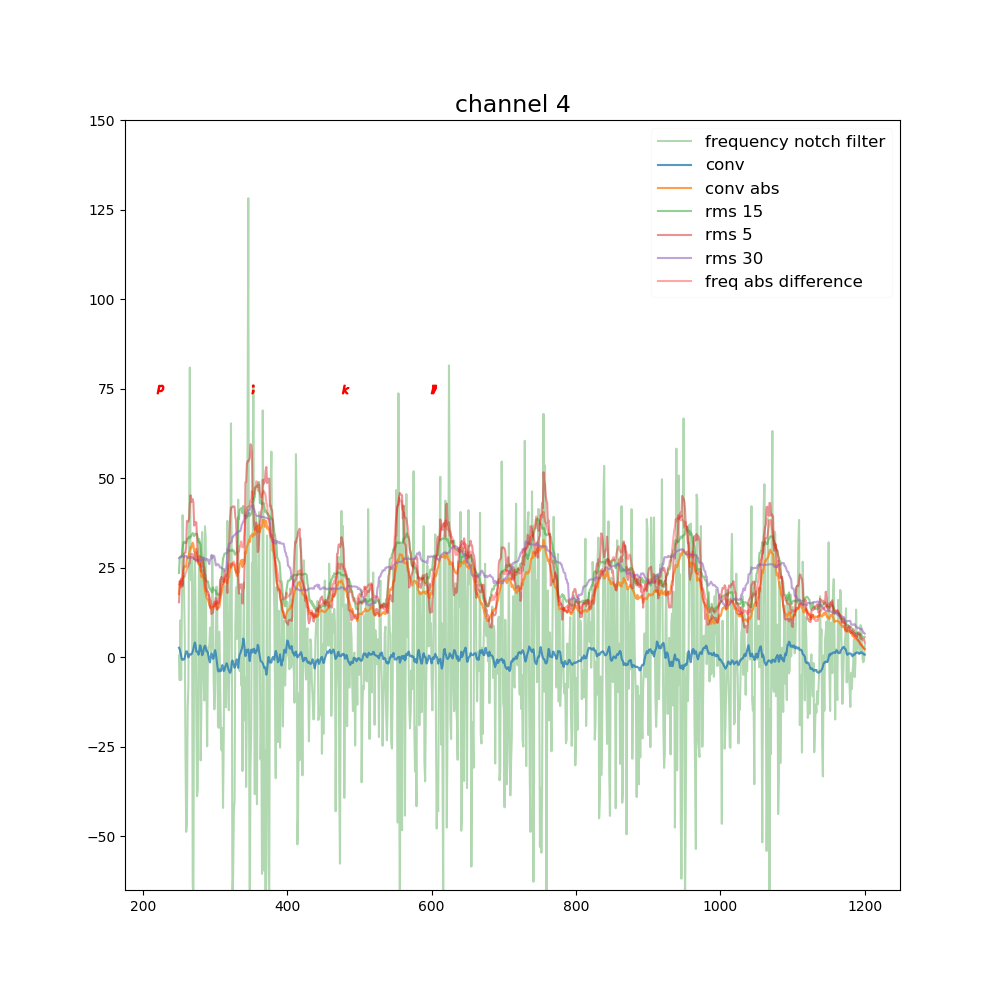 channel 4
150
125
100
75
50
25
0
−25
−50
200 400 600 800 1000 1200
frequency notch filter
conv
conv abs
rms 15
rms 5
rms 30
freq abs difference
p ; k